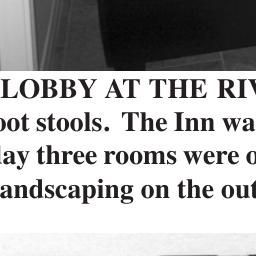 LOBBY AT THE RIV
oot stools. The Inn wa
lay three rooms were o
andscaping on the out